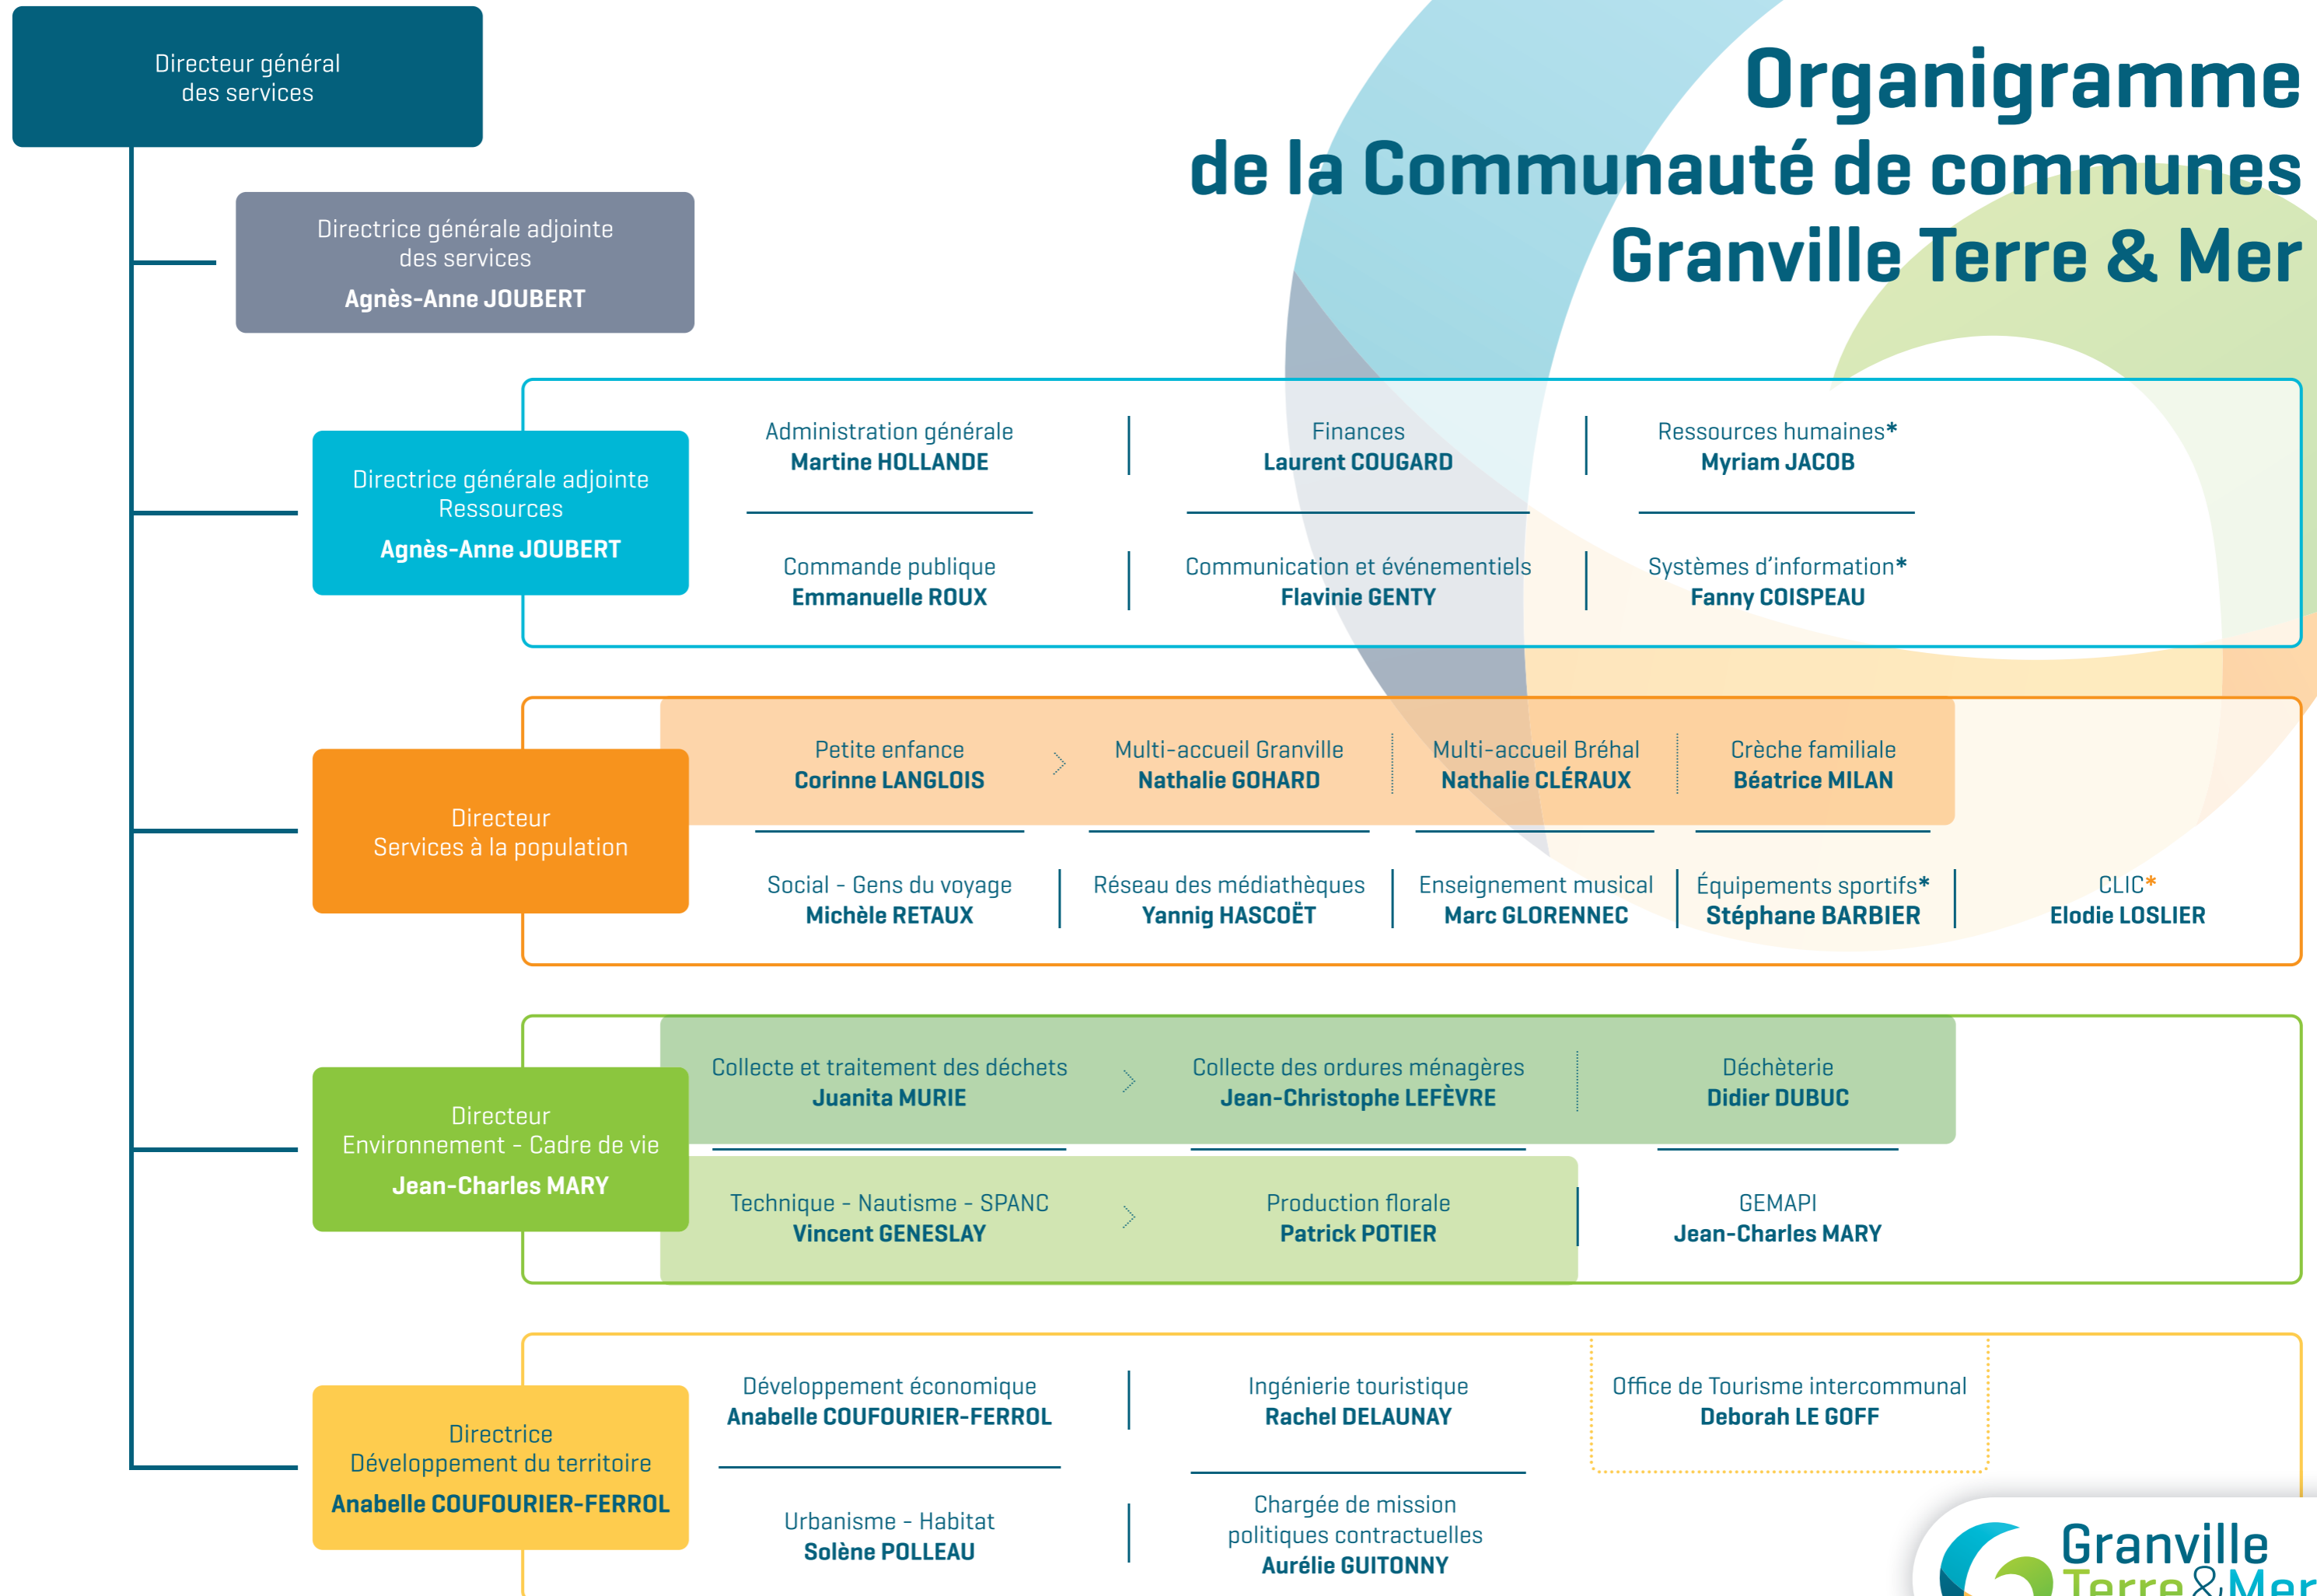 Directeur général
des services
Organigramme
de la Communauté de communes
Granville Terre & Mer
Directrice générale adjointe
des services
Agnès-Anne JOUBERT
Directrice générale adjointe
Ressources
Agnès-Anne JOUBERT
Administration générale
Martine HOLLANDE
Finances
Laurent COUGARD
Ressources humaines*
Myriam JACOB
Commande publique
Emmanuelle ROUX
Communication et événementiels
Flavinie GENTY
Systèmes d'information*
Fanny COISPEAU
Directeur
Services à la population
Petite enfance
Corinne LANGLOIS
Multi-accueil Granville
Nathalie GOHARD
Multi-accueil Bréhal
Nathalie CLÉRAUX
Crèche familiale
Béatrice MILAN
Social - Gens du voyage
Michèle RETAUX
Réseau des médiathèques
Yannig HASCOËT
Enseignement musical
Marc GLORENNEC
Équipements sportifs*
Stéphane BARBIER
CLIC*
Elodie LOSLIER
Directeur
Environnement - Cadre de vie
Jean-Charles MARY
Collecte et traitement des déchets
Juanita MURIE
Collecte des ordures ménagères
Jean-Christophe LEFÈVRE
Déchèterie
Didier DUBUC
Technique - Nautisme - SPANC
Vincent GENESLAY
Production florale
Patrick POTIER
GEMAPI
Jean-Charles MARY
Directrice
Développement du territoire
Anabelle COUFOURIER-FERROL
Développement économique
Anabelle COUFOURIER-FERROL
Ingénierie touristique
Rachel DELAUNAY
Office de Tourisme intercommunal
Deborah LE GOFF
Urbanisme - Habitat
Solène POLLEAU
Chargée de mission
politiques contractuelles
Aurélie GUITONNY
Granville
Terre & Mer